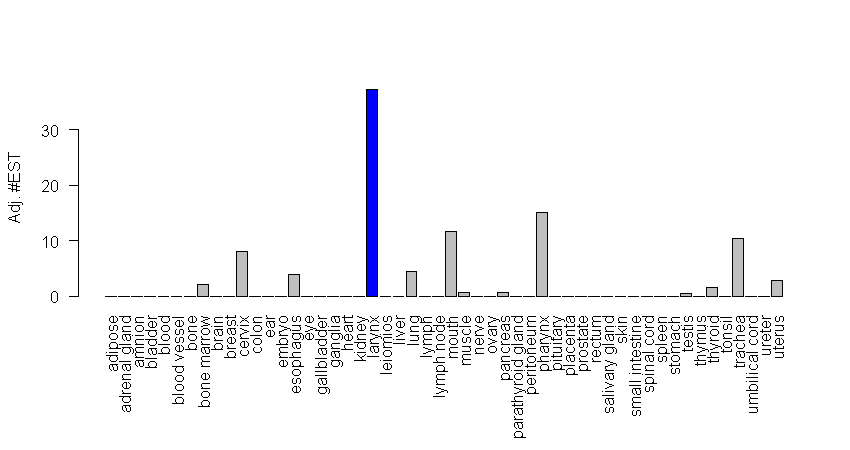 Adj. #EST
30
20
10
0
adipose
adrenal gland
amnion
bladder
blood
blood vessel
bone
bone marrow
brain
breast
cervix
colon
ear
embryo
esophagus
eye
gallbladder
ganglia
heart
kidney
larynx
leiomios
liver
lung
lymph
lymph node
mouth
muscle
nerve
ovary
pancreas
parathyroid gland
peritoneum
pharynx
pituitary
placenta
prostate
rectum
salivary gland
skin
small intestine
spinal cord
spleen
stomach
testis
thymus
thyroid
tonsil
trachea
umbilical cord
ureter
uterus